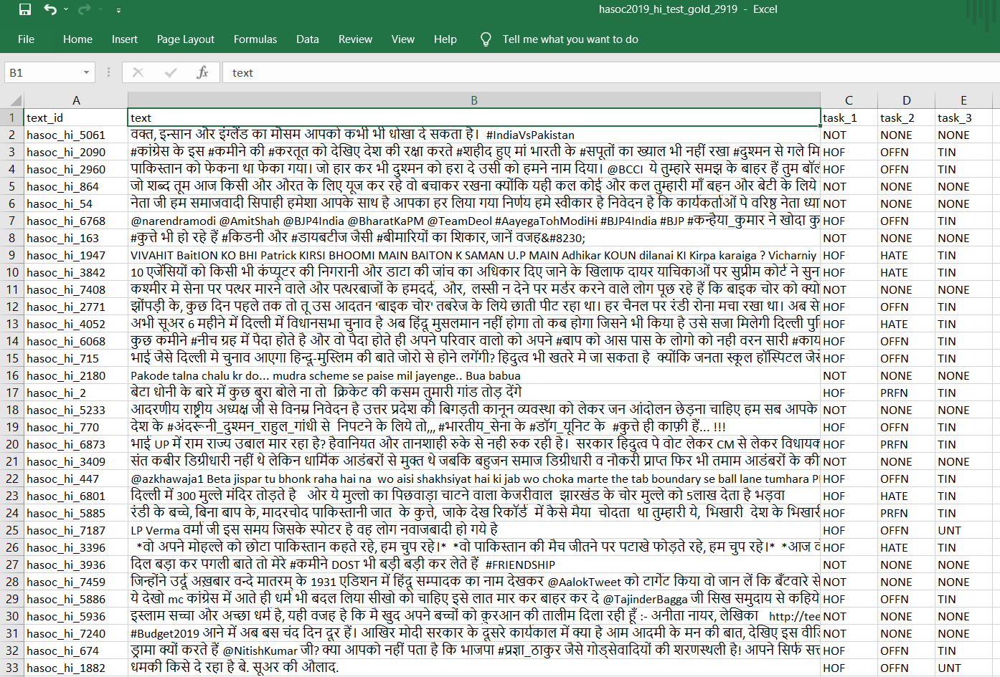 hasoc2019_hi_test_gold_2919 - Excel
File Home Insert Page Layout Formulas Data Review View Help Tell me what you want to do
B1 fx text
A B C D E
1 text_id text task_1 task_2 task_3
2 hasoc_hi_5061 वक्त, इन्सान और इंग्लैंड का मौसम आपको कभी भी धोखा दे सकता है। #IndiaVsPakistan NOT NONE NONE
3 hasoc_hi_2090 #कांग्रेस के इस #कमीने की #करतूत को देखिए देश की रक्षा करते #शहीद हुए मां भारती के #सपूतों का ख्याल भी नहीं रखा #दुश्मन से गले मि HOF OFFN TIN
4 hasoc_hi_2960 पाकिस्तान को फेकना था फेका गया। जो हार कर भी दुश्मन को हरा दे उसी को हमने नाम दिया। @BCCI ये तुम्हारे समझ के बाहर हैं तुम बॉल HOF OFFN TIN
5 hasoc_hi_864 जो शब्द तूम आज किसी और औरत के लिए यूज कर रहे वो बचाकर रखना क्योंकि यही कल कोई और कल तुम्हारी माँ बहन और बेटी के लिये NOT NONE NONE
6 hasoc_hi_54 नेता जी हम समाजवादी सिपाही हमेशा आपके साथ है आपका हर लिया गया निर्णय हमे स्वीकार है निवेदन है कि कार्यकर्ताओं पे वरिष्ठ नेता ध्या NOT NONE NONE
7 hasoc_hi_6768 @narendramodi @AmitShah @BJP4India @BharatKaPM @TeamDeol #AayegaTohModiHi #BJP4India #BJP #कन्हैया_कुमार ने खोदा कु HOF OFFN TIN
8 hasoc_hi_163 #कुत्ते भी हो रहे हैं #किडनी और #डायबटीज जैसी #बीमारियों का शिकार, जानें वजह&#8230; NOT NONE NONE
9 hasoc_hi_1947 VIVAHIT BaitION KO BHI Patrick KIRSI BHOOMI MAIN BAITON K SAMAN U.P MAIN Adhikar KOUN dilanai KI Kirpa karaiga ? Vicharniy HOF HATE TIN
10 hasoc_hi_3842 10 एजेंसियों को किसी भी कंप्यूटर की निगरानी और डाटा की जांच का अधिकार दिए जाने के खिलाफ दायर याचिकाओं पर सुप्रीम कोर्ट ने सुन HOF HATE TIN
11 hasoc_hi_7408 कश्मीर मे सेना पर पत्थर मारने वाले और पत्थरबाजों के हमदर्द, और, लस्सी न देने पर मर्डर करने वाले लोग पूछ रहे हैं कि बाइक चोर को क्यो NOT NONE NONE
12 hasoc_hi_2771 झोंपड़ी के, कुछ दिन पहले तक तो तू उस आदतन 'बाइक चोर' तबरेज के लिये छाती पीट रहा था। हर चैनल पर रंडी रोना मचा रखा था। अब से HOF OFFN TIN
13 hasoc_hi_4052 अभी सूअर 6 महीने में दिल्ली में विधानसभा चुनाव है अब हिंदू मुसलमान नहीं होगा तो कब होगा जिसने भी किया है उसे सजा मिलेगी दिल्ली पुलि HOF HATE TIN
14 hasoc_hi_6068 कुछ कमीने #नीच ग्रह में पैदा होते है और वो पैदा होते ही अपने परिवार वालो को अपने #बाप को आस पास के लोगो को नही वरन सारी #काय HOF OFFN TIN
15 hasoc_hi_715 भाई जैसे दिल्ली मे चुनाव आएगा हिन्दू-मुस्लिम की बाते जोरो से होने लगेंगी? हिदुत्व भी खतरे मे जा सकता है क्योंकि जनता स्कूल हॉस्पिटल जैसे HOF OFFN TIN
16 hasoc_hi_2180 Pakode talna chalu kr do... mudra scheme se paise mil jayenge.. Bua babua NOT NONE NONE
17 hasoc_hi_2 बेटा धोनी के बारे में कुछ बुरा बोले ना तो क्रिकेट की कसम तुमारी गांड तोड़ देंगे HOF PRFN TIN
18 hasoc_hi_5233 आदरणीय राष्ट्रीय अध्यक्ष जी से विनम्र निवेदन है उत्तर प्रदेश की बिगड़ती कानून व्यवस्था को लेकर जन आंदोलन छेड़ना चाहिए हम सब आपके NOT NONE NONE
19 hasoc_hi_770 देश के #अंदरूनी_दुश्मन_राहुल_गांधी से निपटने के लिये तो,,, #भारतीय_सेना के #डॉग_यूनिट के #कुत्ते ही काफ़ी हैं... !!! HOF OFFN TIN
20 hasoc_hi_6873 भाई UP में राम राज्य उबाल मार रहा है? हैवानियत और तानशाही रुके से नही रुक रही है। सरकार हिदुत्व पे वोट लेकर CM से लेकर विधायक HOF PRFN TIN
21 hasoc_hi_3409 संत कबीर डिग्रीधारी नहीं थे लेकिन धार्मिक आडंबरों से मुक्त थे जबकि बहुजन समाज डिग्रीधारी व नौकरी प्राप्त फिर भी तमाम आडंबरों के की NOT NONE NONE
22 hasoc_hi_447 @azkhawaja1 Beta jispar tu bhonk raha hai na wo aisi shakhsiyat hai ki jab wo choka marte the tab boundary se ball lane tumhara HOF OFFN TIN
23 hasoc_hi_6801 दिल्ली में 300 मुल्ले मंदिर तोड़ते है ओर ये मुल्लो का पिछवाड़ा चाटने वाला केजरीवाल झारखंड के चोर मुल्ले को 5लाख देता है भड़वा HOF HATE TIN
24 hasoc_hi_5885 रंडी के बच्चे, बिना बाप के, मादरचोद पाकिस्तानी जात के कुत्ते, जाके देख रिकॉर्ड में कैसे मैया चोदता था तुम्हारी ये, भिखारी देश के भिखारी HOF PRFN TIN
25 hasoc_hi_7187 LP Verma वर्मा जी इस समय जिसके स्पोटर है वह लोग नवाजबादी हो गये है HOF OFFN UNT
26 hasoc_hi_3396 *वो अपने मोहल्ले को छोटा पाकिस्तान कहते रहे, हम चुप रहे।* *वो पाकिस्तान की मैच जीतने पर पटाखे फोड़ते रहे, हम चुप रहे।* *आज HOF HATE TIN
27 hasoc_hi_3936 दिल बड़ा कर पगली बाते तो मेरे #कमीने DOST भी बड़ी बड़ी कर लेते हैं #FRIENDSHIP NOT NONE NONE
28 hasoc_hi_7459 जिन्होंने उर्दू अख़बार वन्दे मातरम् के 1931 एडिशन में हिंदू सम्पादक का नाम देखकर @AalokTweet को टार्गेट किया वो जान लें कि बँटवारे से NOT NONE NONE
29 hasoc_hi_5886 ये देखो mc कांग्रेस में आते ही धर्म भी बदल लिया सीखो को चाहिए इसे लात मार कर बाहर कर दे @TajinderBagga जी सिख समुदाय से कहिये HOF OFFN TIN
30 hasoc_hi_5936 इस्लाम सच्चा और अच्छा धर्म है, यही वजह है कि मै खुद अपने बच्चों को क़ुरआन की तालीम दिला रही हूँ :- अनीता नायर, लेखिका http://tee NOT NONE NONE
31 hasoc_hi_7240 #Budget2019 आने में अब बस चंद दिन दूर हैं। आखिर मोदी सरकार के दूसरे कार्यकाल में क्या है आम आदमी के मन की बात, देखिए इस वीडि NOT NONE NONE
32 hasoc_hi_674 ड्रामा क्यों करते हैं @NitishKumar जी? क्या आपको नहीं पता है कि भाजपा #प्रज्ञा_ठाकुर जैसे गोड्सेवादियों की शरणस्थली है! आपने सिर्फ सत्त HOF OFFN TIN
33 hasoc_hi_1882 धमकी किसे दे रहा है बे. सूअर की औलाद. HOF OFFN UNT